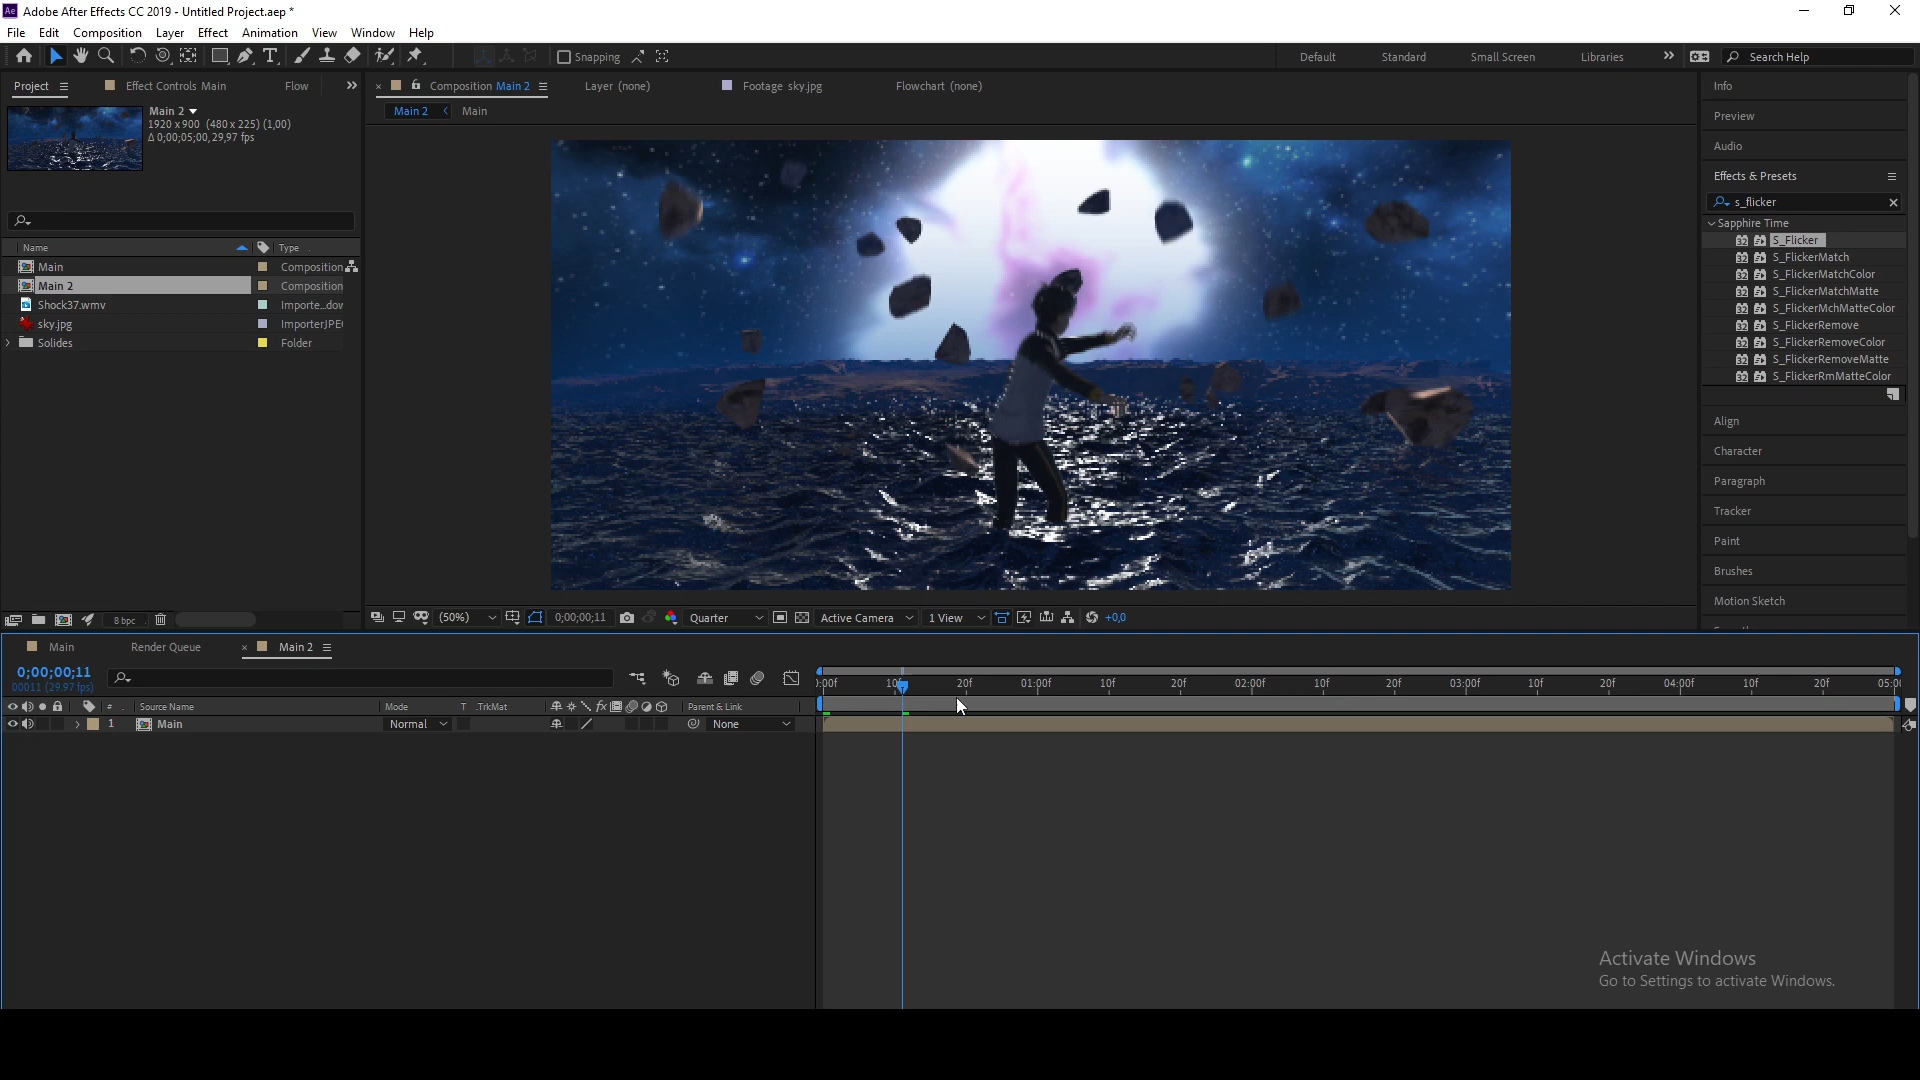 Adobe After Effects CC 2019 - Untitled Project.aep *
File Edit Composition Layer Effect Animation View Window Help
Snapping
Default Standard Small Screen Libraries Search Help
Project Effect Controls Main Flow
Composition Main 2 Layer (none) Footage sky.jpg Flowchart (none)
Main 2
1920 x 900 (480 x 225) (1,00)
Δ 0;00;05;00, 29,97 fps
Main 2 Main
Name Type
Main Composition
Main 2 Composition
Shock37.wmv Importe...dow
sky.jpg ImporterJPE
Solides Folder
8 bpc
(50%) 0;00;00;11 Quarter Active Camera 1 View +0,0
Info
Preview
Audio
Effects & Presets
s_flicker
Sapphire Time
S_Flicker
S_FlickerMatch
S_FlickerMatchColor
S_FlickerMatchMatte
S_FlickerMchMatteColor
S_FlickerRemove
S_FlickerRemoveColor
S_FlickerRemoveMatte
S_FlickerRmMatteColor
Align
Character
Paragraph
Tracker
Paint
Brushes
Motion Sketch
Main Render Queue Main 2
0;00;00;11
00011 (29.97 fps)
:00f 10f 20f 01:00f 10f 20f 02:00f 10f 20f 03:00f 10f 20f 04:00f 10f 20f 05:00
# Source Name Mode T .TrkMat fx Parent & Link
1 Main Normal None
Activate Windows
Go to Settings to activate Windows.